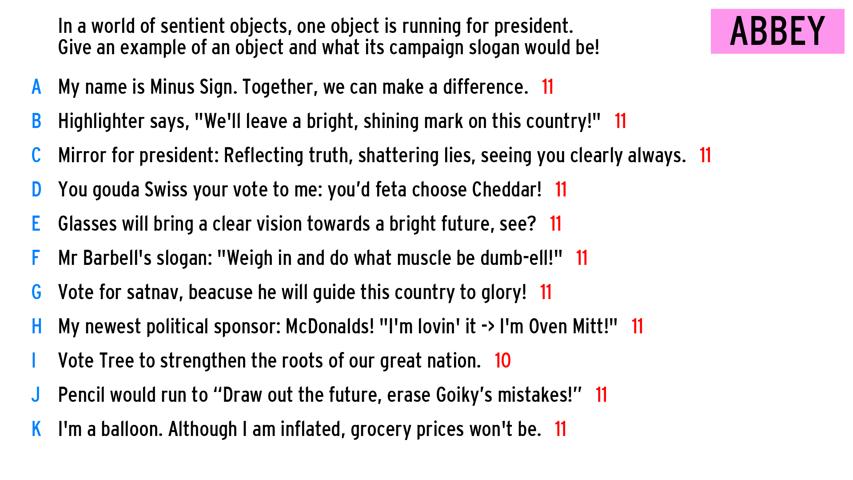 In a world of sentient objects, one object is running for president.
Give an example of an object and what its campaign slogan would be!
ABBEY
A My name is Minus Sign. Together, we can make a difference. 11
B Highlighter says, "We'll leave a bright, shining mark on this country!" 11
C Mirror for president: Reflecting truth, shattering lies, seeing you clearly always. 11
D You gouda Swiss your vote to me: you’d feta choose Cheddar! 11
E Glasses will bring a clear vision towards a bright future, see? 11
F Mr Barbell's slogan: "Weigh in and do what muscle be dumb-ell!" 11
G Vote for satnav, beacuse he will guide this country to glory! 11
H My newest political sponsor: McDonalds! "I'm lovin' it -> I'm Oven Mitt!" 11
I Vote Tree to strengthen the roots of our great nation. 10
J Pencil would run to “Draw out the future, erase Goiky’s mistakes!” 11
K I'm a balloon. Although I am inflated, grocery prices won't be. 11